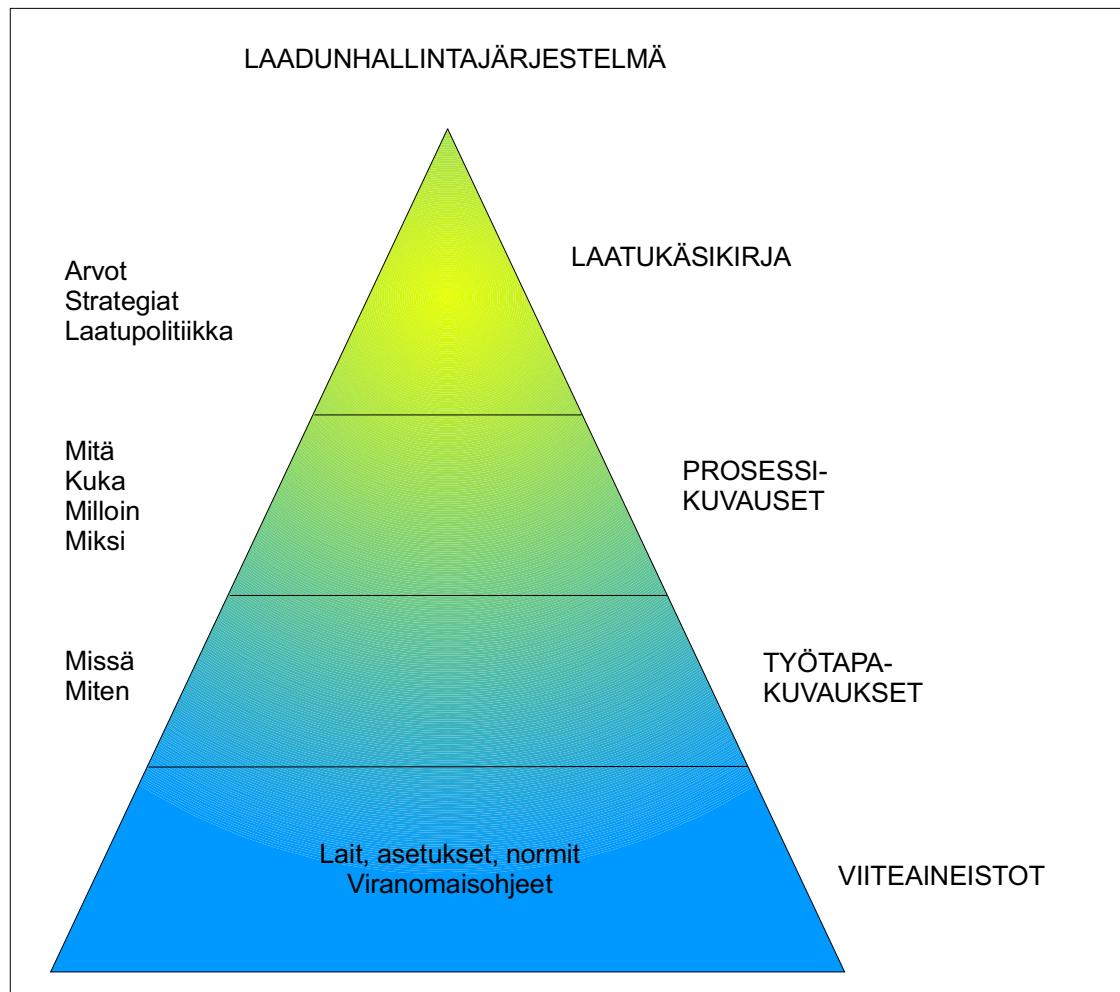 LAADUNHALLINTAJÄRJESTELMÄ
LAATUKÄSIKIRJA
Arvot
Strategiat
Laatupolitiikka
Mitä
Kuka
Milloin
Miksi
PROSESSI-
KUVAUSET
Missä
Miten
TYÖTAPA-
KUVAUKSET
Lait, asetukset, normit
Viranomaisohjeet
VIITEAINEISTOT